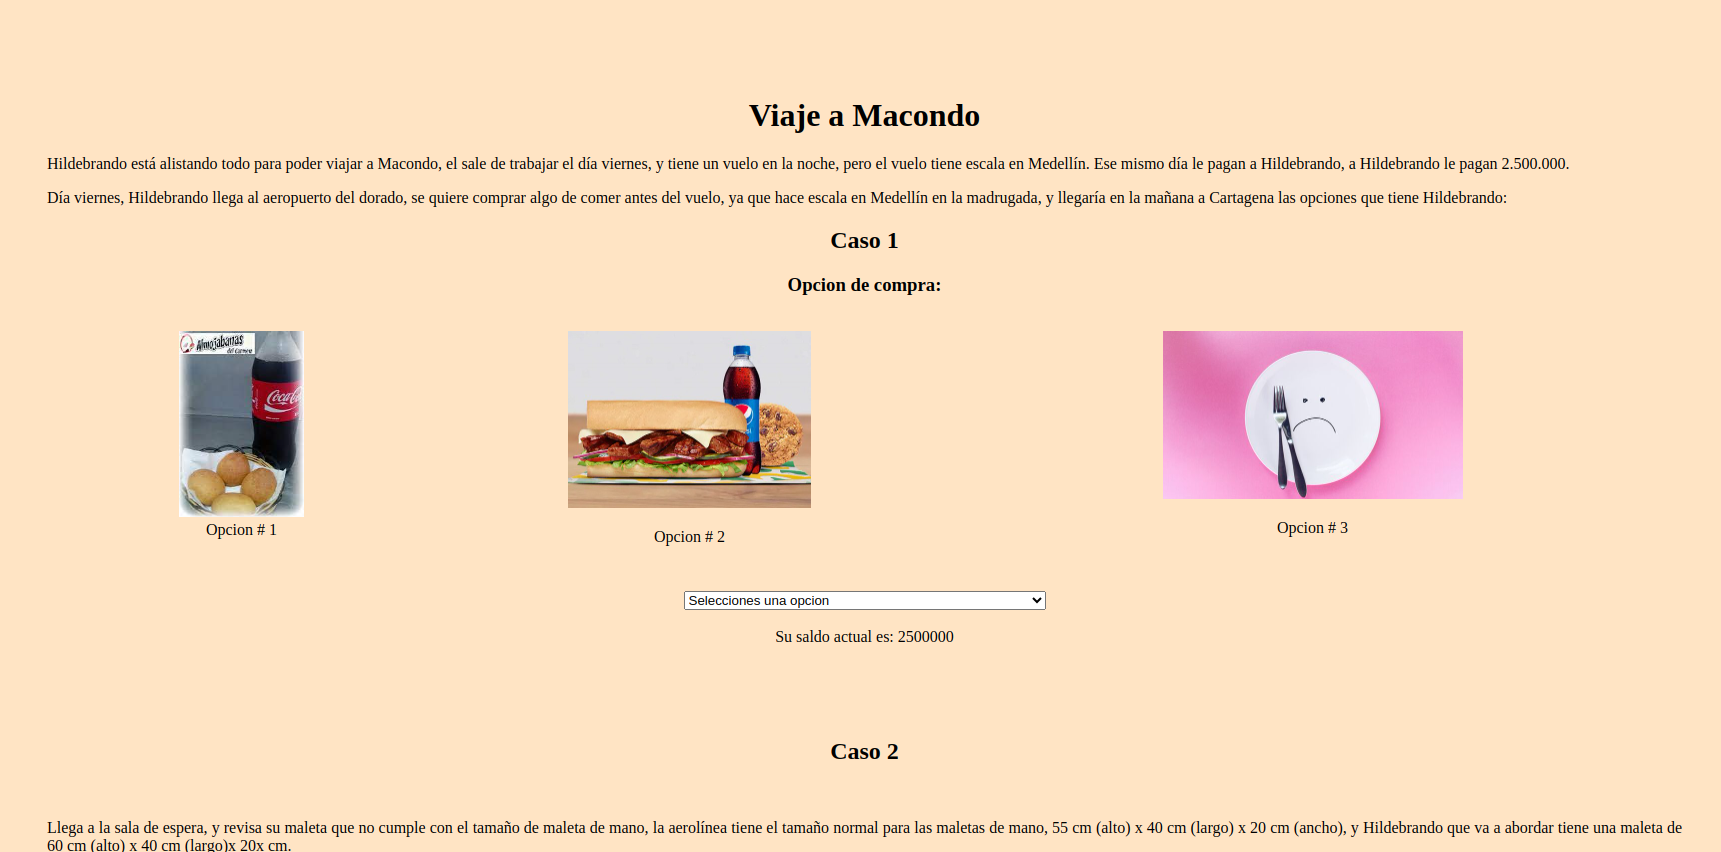 Viaje a Macondo
Hildebrando está alistando todo para poder viajar a Macondo, el sale de trabajar el día viernes, y tiene un vuelo en la noche, pero el vuelo tiene escala en Medellín. Ese mismo día le pagan a Hildebrando, a Hildebrando le pagan 2.500.000.
Día viernes, Hildebrando llega al aeropuerto del dorado, se quiere comprar algo de comer antes del vuelo, ya que hace escala en Medellín en la madrugada, y llegaría en la mañana a Cartagena las opciones que tiene Hildebrando:
Caso 1
Opcion de compra:
Almojabanas
del Carmen
Coca-Cola
Opcion # 1
Opcion # 2
Opcion # 3
Selecciones una opcion
Su saldo actual es: 2500000
Caso 2
Llega a la sala de espera, y revisa su maleta que no cumple con el tamaño de maleta de mano, la aerolínea tiene el tamaño normal para las maletas de mano, 55 cm (alto) x 40 cm (largo) x 20 cm (ancho), y Hildebrando que va a abordar tiene una maleta de
60 cm (alto) x 40 cm (largo)x 20x cm.